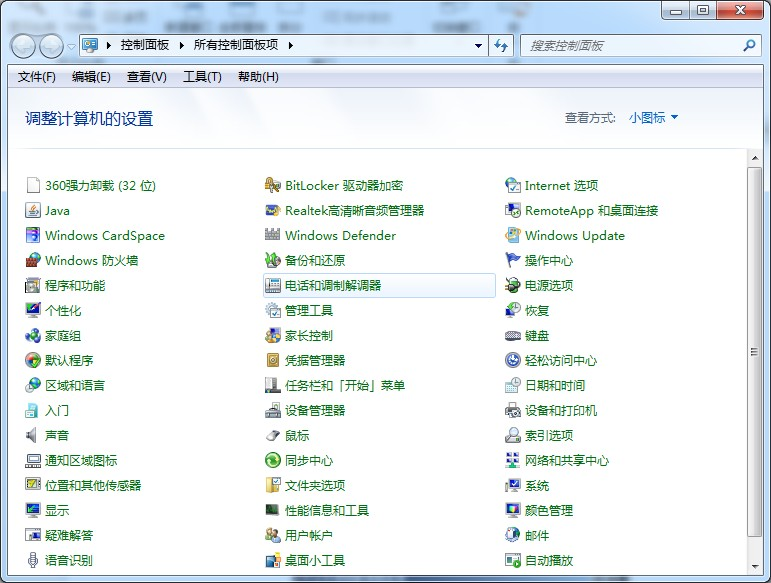 控制面板 所有控制面板项 搜索控制面板
文件(F) 编辑(E) 查看(V) 工具(T) 帮助(H)
调整计算机的设置 查看方式: 小图标
360强力卸载 (32 位) BitLocker 驱动器加密 Internet 选项
Java Realtek高清晰音频管理器 RemoteApp 和桌面连接
Windows CardSpace Windows Defender Windows Update
Windows 防火墙 备份和还原 操作中心
程序和功能 电话和调制解调器 电源选项
个性化 管理工具 恢复
家庭组 家长控制 键盘
默认程序 凭据管理器 轻松访问中心
区域和语言 任务栏和「开始」菜单 日期和时间
入门 设备管理器 设备和打印机
声音 鼠标 索引选项
通知区域图标 同步中心 网络和共享中心
位置和其他传感器 文件夹选项 系统
显示 性能信息和工具 颜色管理
疑难解答 用户帐户 邮件
语音识别 桌面小工具 自动播放